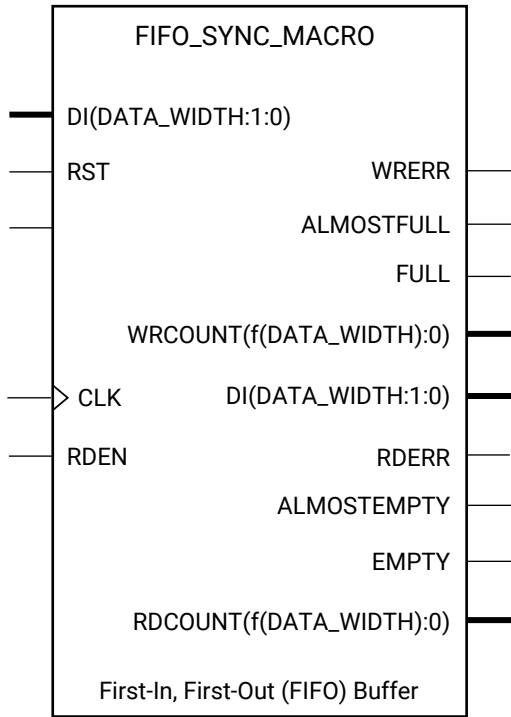 FIFO_SYNC_MACRO
DI(DATA_WIDTH:1:0)
RST
WRERR
ALMOSTFULL
FULL
WRCOUNT(f(DATA_WIDTH):0)
CLK
DI(DATA_WIDTH:1:0)
RDEN
RDERR
ALMOSTEMPTY
EMPTY
RDCOUNT(f(DATA_WIDTH):0)
First-In, First-Out (FIFO) Buffer